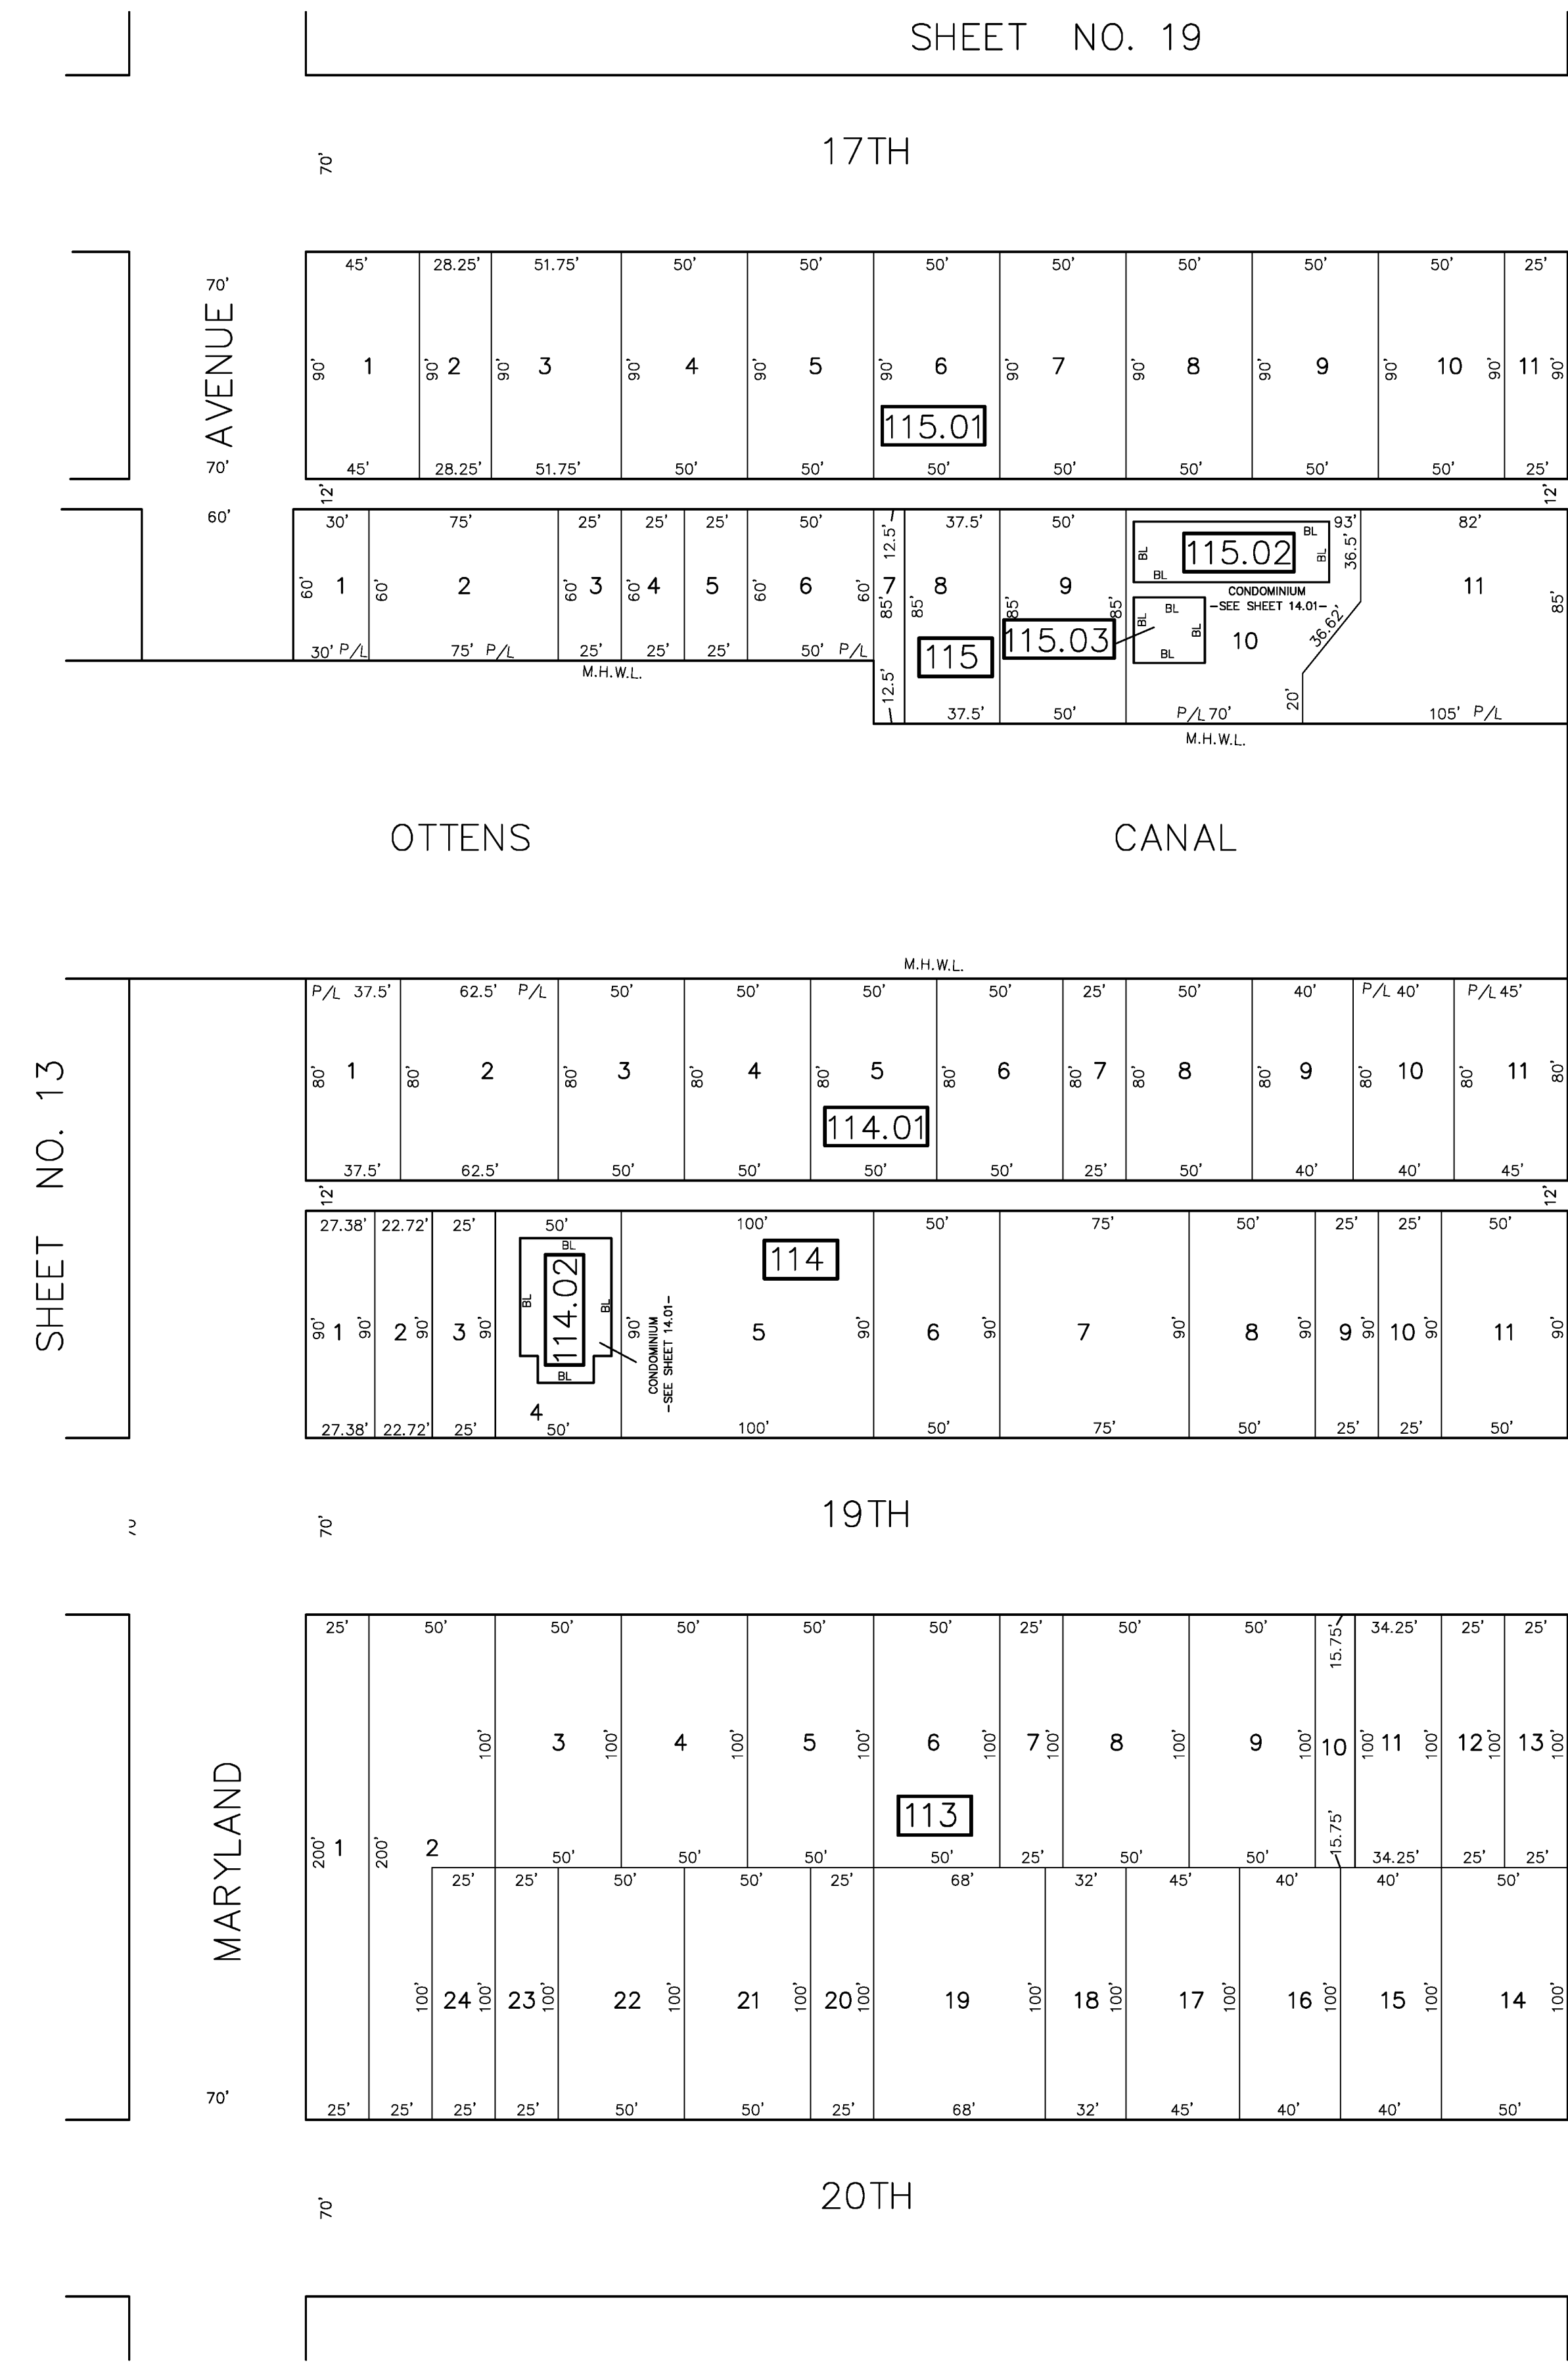 SHEET NO. 19
70'
17TH
70'
AVENUE
70'
60'
45' 28.25' 51.75' 50' 50' 50' 50' 50' 50' 50' 25'
90' 1 90' 2 90' 3 90' 4 90' 5 90' 6 90' 7 90' 8 90' 9 90' 10 90' 11 90'
115.01
45' 28.25' 51.75' 50' 50' 50' 50' 50' 50' 50' 25'
12' 12'
30' 75' 25' 25' 25' 50' 12.5' 37.5' 50' 93' 82'
BL BL 115.02 BL BL 36.5'
60' 1 60' 2 60' 3 60' 4 5 60' 6 60' 7 85' 8 85' 9 85' 85' 11 85'
CONDOMINIUM
-SEE SHEET 14.01-
BL BL BL BL
115 115.03 10 36.62'
30' P/L 75' P/L 25' 25' 25' 50' P/L
M.H.W.L.
12.5' 37.5' 50' P/L 70' 20' 105' P/L
M.H.W.L.
OTTENS CANAL
M.H.W.L.
P/L 37.5' 62.5' P/L 50' 50' 50' 50' 25' 50' 40' P/L 40' P/L 45'
80' 1 80' 2 80' 3 80' 4 80' 5 80' 6 80' 7 80' 8 80' 9 80' 10 80' 11 80'
114.01
37.5' 62.5' 50' 50' 50' 50' 25' 50' 40' 40' 45'
SHEET NO. 13
12' 12'
27.38' 22.72' 25' 50' 100' 50' 75' 50' 25' 25' 50'
BL
114
114.02
BL BL
90' 1 90' 2 90' 3 90' 90' 5 90' 6 90' 7 90' 8 90' 9 90' 10 90' 11 90'
CONDOMINIUM
-SEE SHEET 14.01-
BL
4
27.38' 22.72' 25' 50' 100' 50' 75' 50' 25' 25' 50'
70'
19TH
25' 50' 50' 50' 50' 50' 25' 50' 50' 15.75' 34.25' 25' 25'
100' 3 100' 4 100' 5 100' 6 100' 7 100' 8 100' 9 100' 10 100' 11 100' 12 100' 13 100'
113
MARYLAND
200' 1 200' 2
50' 50' 50' 50' 25' 50' 50' 15.75' 34.25' 25' 25'
25' 25' 50' 50' 25' 68' 32' 45' 40' 40' 50'
100' 24 100' 23 100' 22 100' 21 100' 20 100' 19 100' 18 100' 17 100' 16 100' 15 100' 14 100'
70'
25' 25' 25' 25' 50' 50' 25' 68' 32' 45' 40' 40' 50'
70'
20TH